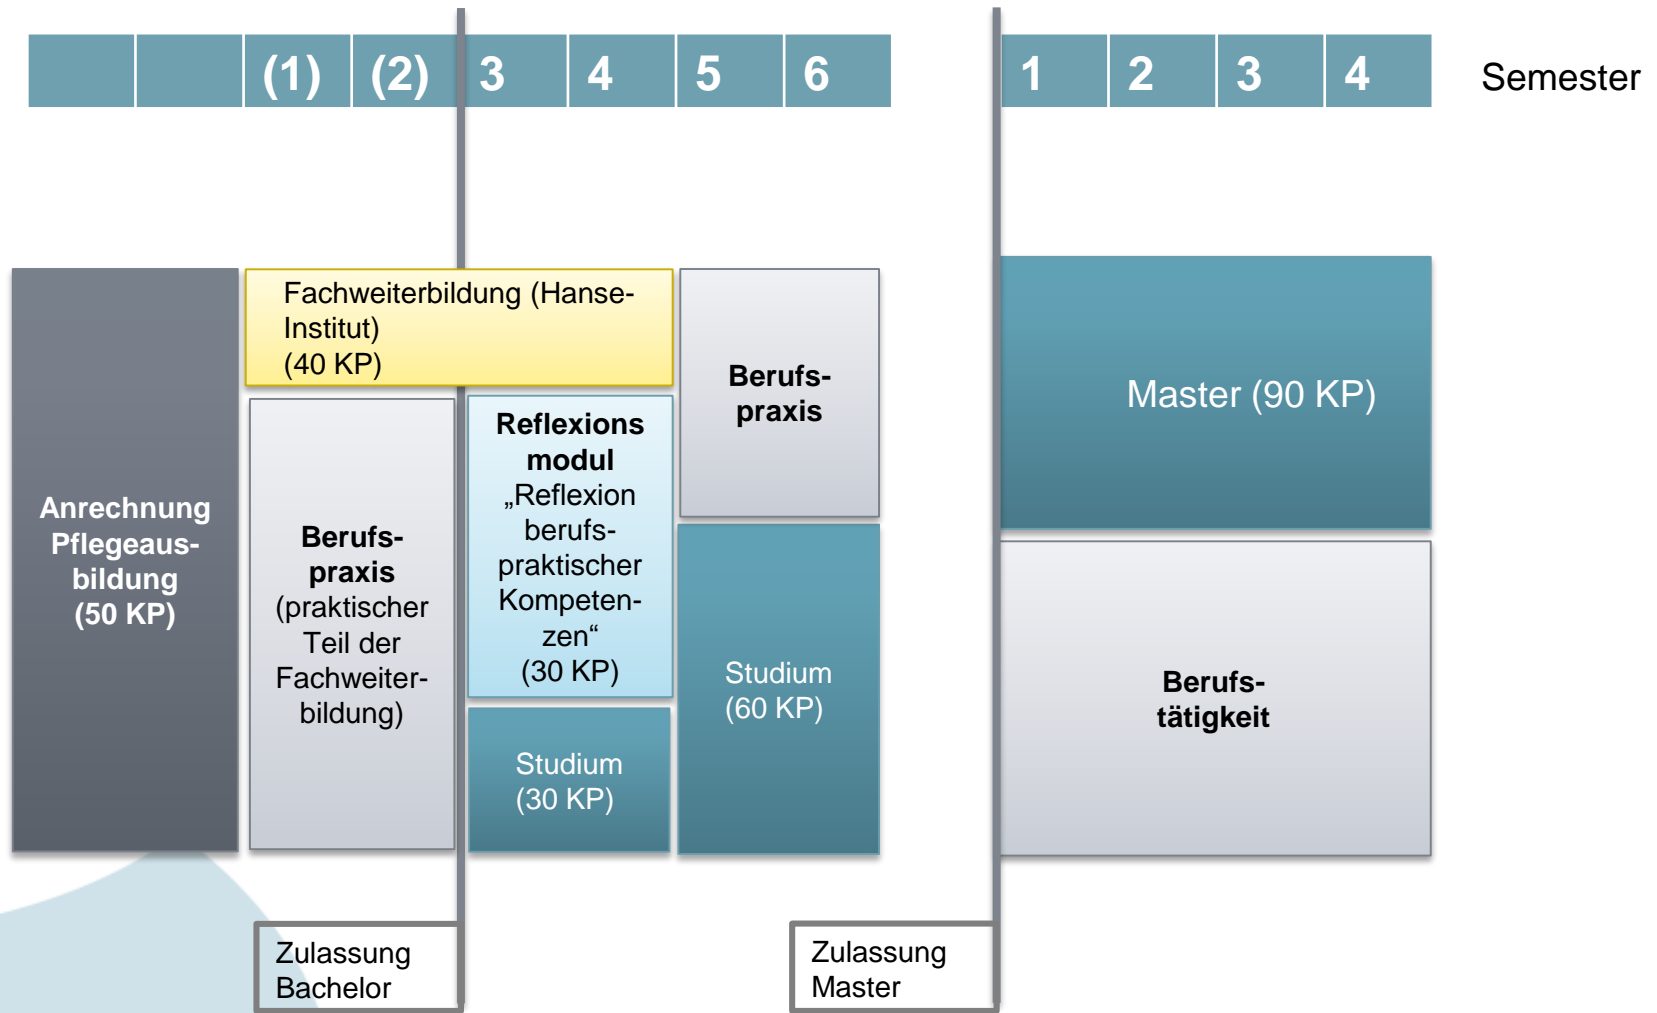 (1) (2) 3 4 5 6 1 2 3 4 Semester
Anrechnung
Pflegeaus-
bildung
(50 KP)
Fachweiterbildung (Hanse-
Institut)
(40 KP)
Berufs-
praxis
(praktischer
Teil der
Fachweiter-
bildung)
Reflexions
modul
„Reflexion
berufs-
praktischer
Kompeten-
zen“
(30 KP)
Studium
(30 KP)
Berufs-
praxis
Studium
(60 KP)
Master (90 KP)
Berufs-
tätigkeit
Zulassung
Bachelor
Zulassung
Master